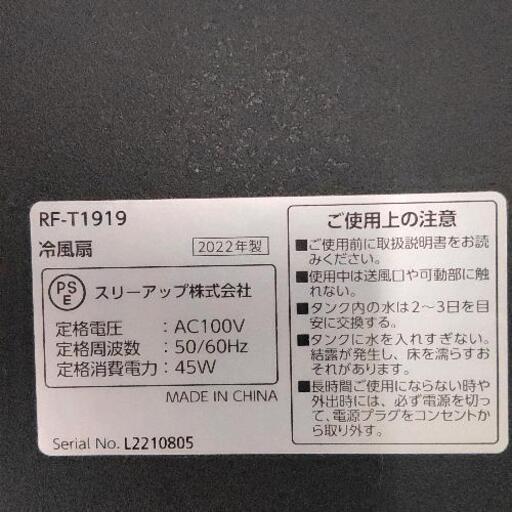 RF-T1919
冷風扇
2022年製
PS
E
スリーアップ株式会社
定格電圧 : AC100V
定格周波数 : 50/60Hz
定格消費電力 : 45W
MADE IN CHINA
Serial No. L2210805
ご使用上の注意
■ご使用前に取扱説明書をお読
みください。
■使用中は送風口や可動部に触
れない。
■タンク内の水は2～3日を目
安に交換する。
■タンクに水を入れすぎない。
結露が発生し、床を濡らすお
それがあります。
■長時間ご使用にならない時や
外出時には、必ず電源を切っ
て、電源プラグをコンセントか
ら取り外す。